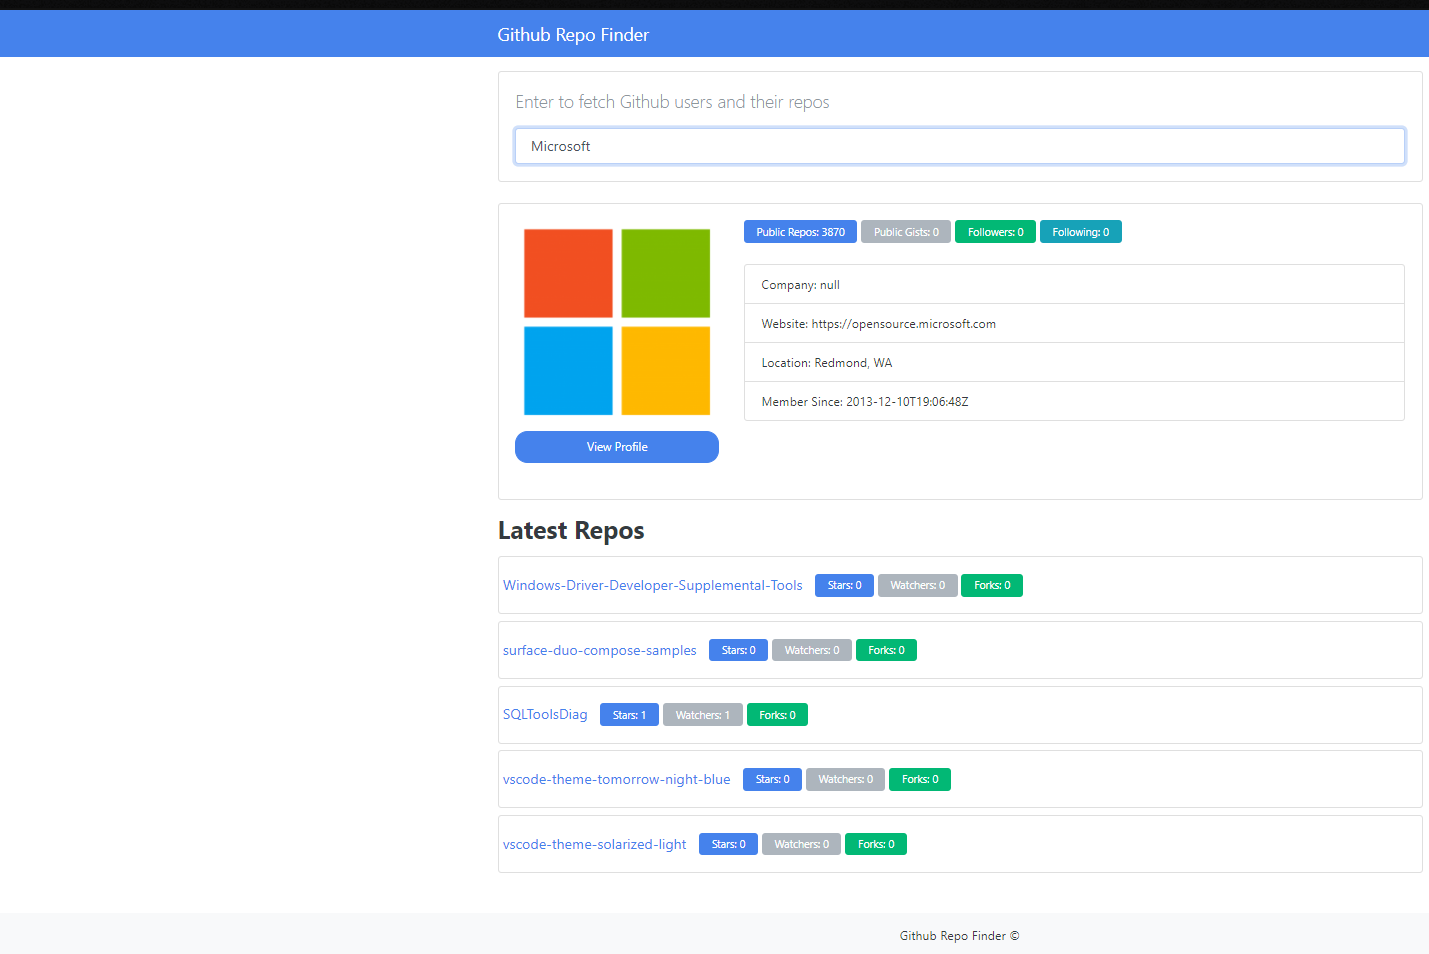 Github Repo Finder
Enter to fetch Github users and their repos
Microsoft
Public Repos: 3870 Public Gists: 0 Followers: 0 Following: 0
Company: null
Website: https://opensource.microsoft.com
Location: Redmond, WA
Member Since: 2013-12-10T19:06:48Z
View Profile
Latest Repos
Windows-Driver-Developer-Supplemental-Tools Stars: 0 Watchers: 0 Forks: 0
surface-duo-compose-samples Stars: 0 Watchers: 0 Forks: 0
SQLToolsDiag Stars: 1 Watchers: 1 Forks: 0
vscode-theme-tomorrow-night-blue Stars: 0 Watchers: 0 Forks: 0
vscode-theme-solarized-light Stars: 0 Watchers: 0 Forks: 0
Github Repo Finder ©